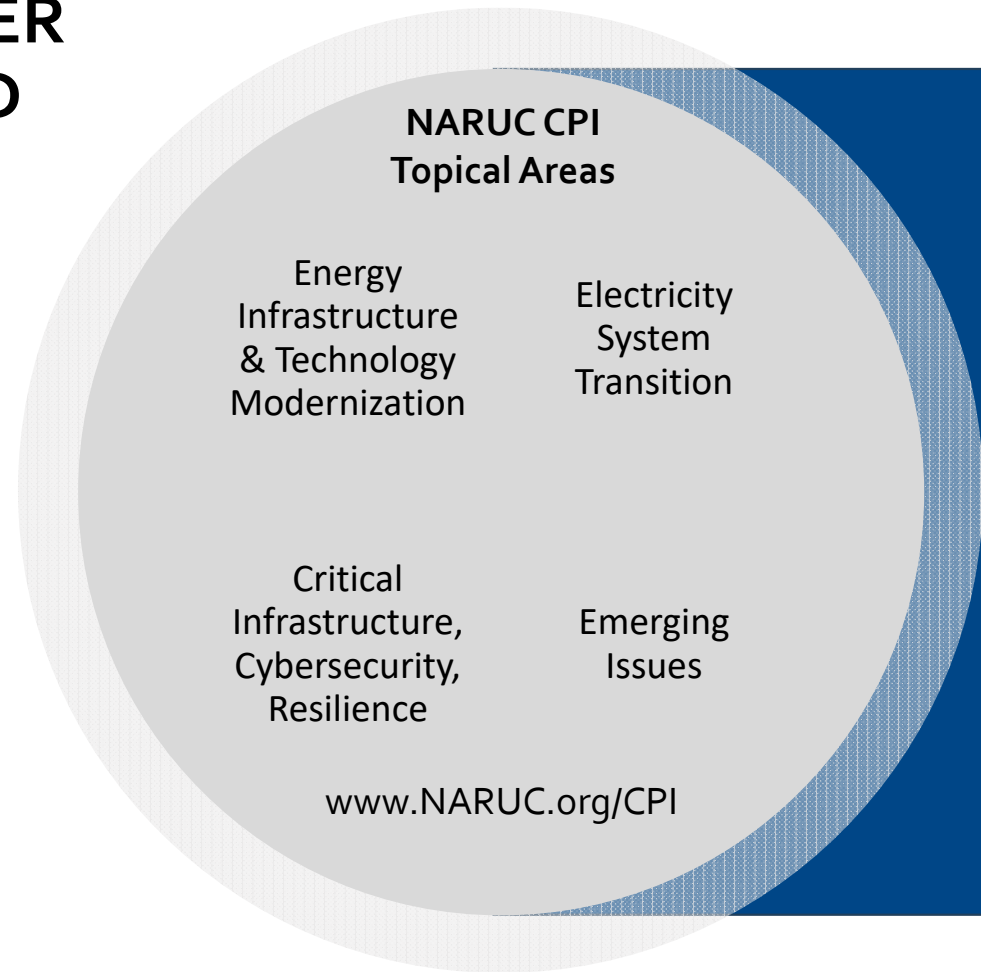 ER
D
NARUC CPI
Topical Areas
Energy
Infrastructure
& Technology
Modernization
Electricity
System
Transition
Critical
Infrastructure,
Cybersecurity,
Resilience
Emerging
Issues
www.NARUC.org/CPI